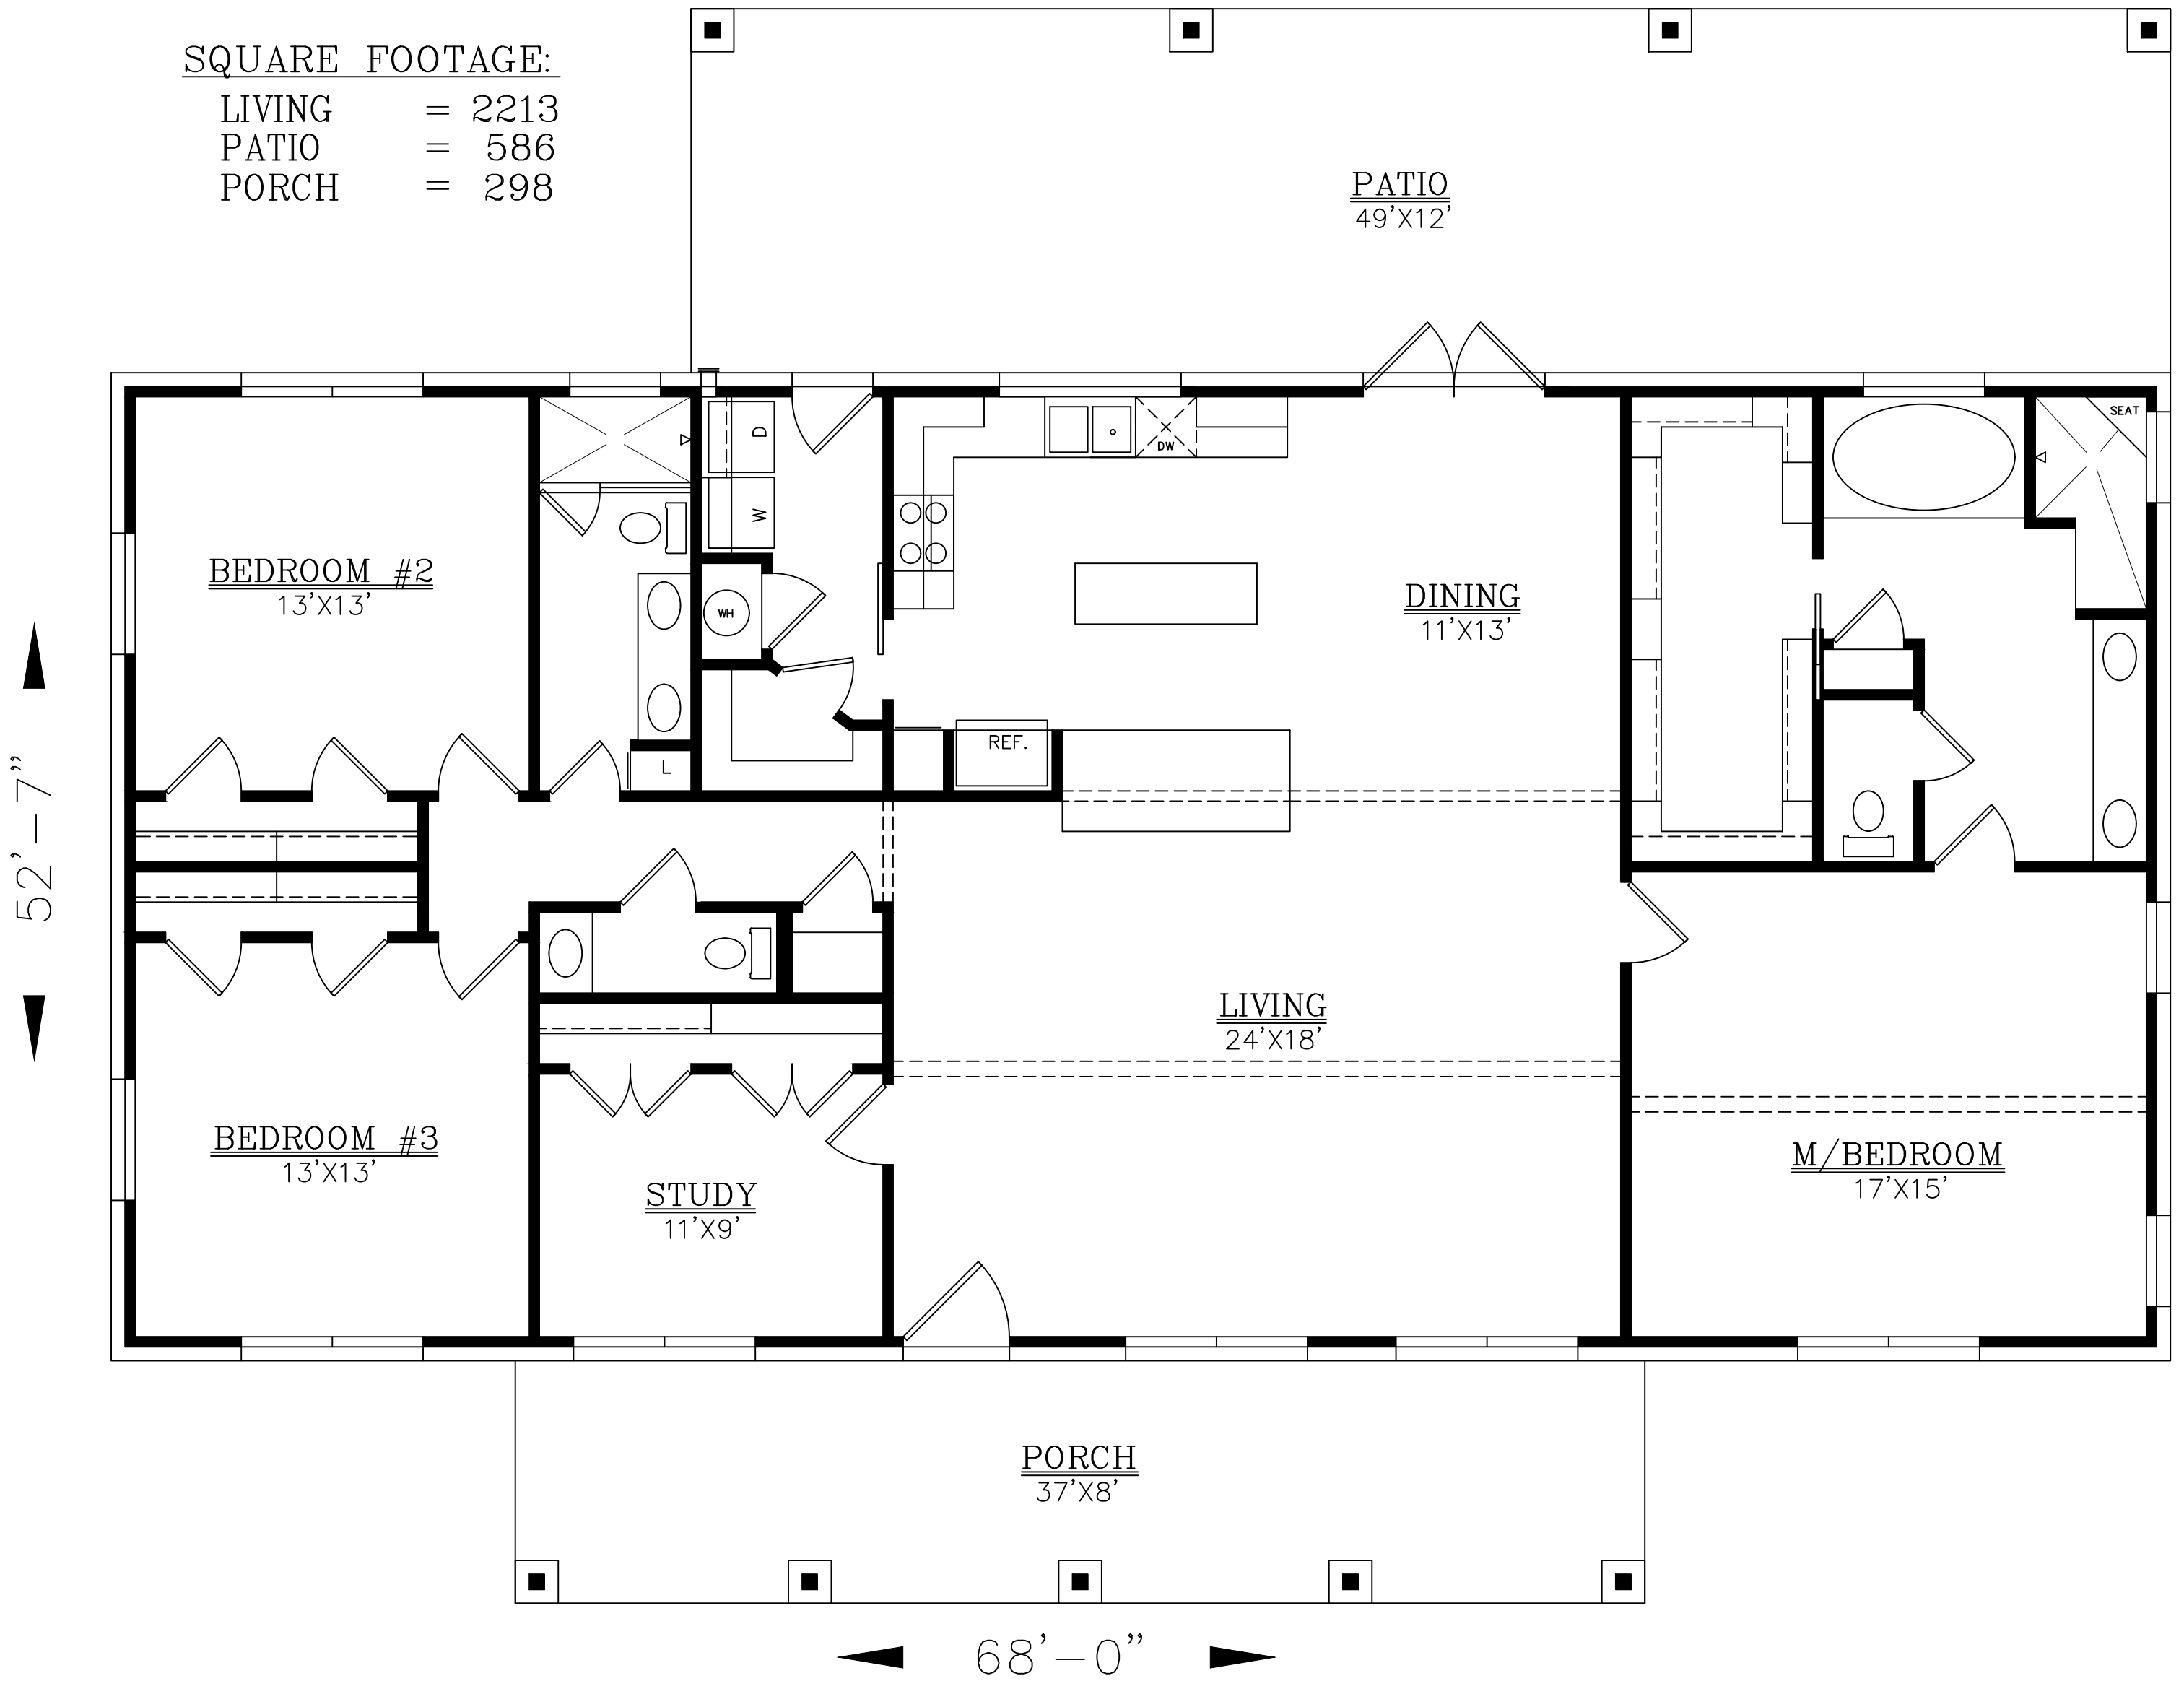 SQUARE FOOTAGE:
LIVING = 2213
PATIO = 586
PORCH = 298
PATIO
49'X12'
SEAT
D
DW
W
BEDROOM #2
13'X13'
WH
DINING
11'X13'
REF.
L
52'-7"
LIVING
24'X18'
BEDROOM #3
13'X13'
M/BEDROOM
17'X15'
STUDY
11'X9'
PORCH
37'X8'
68'-0"